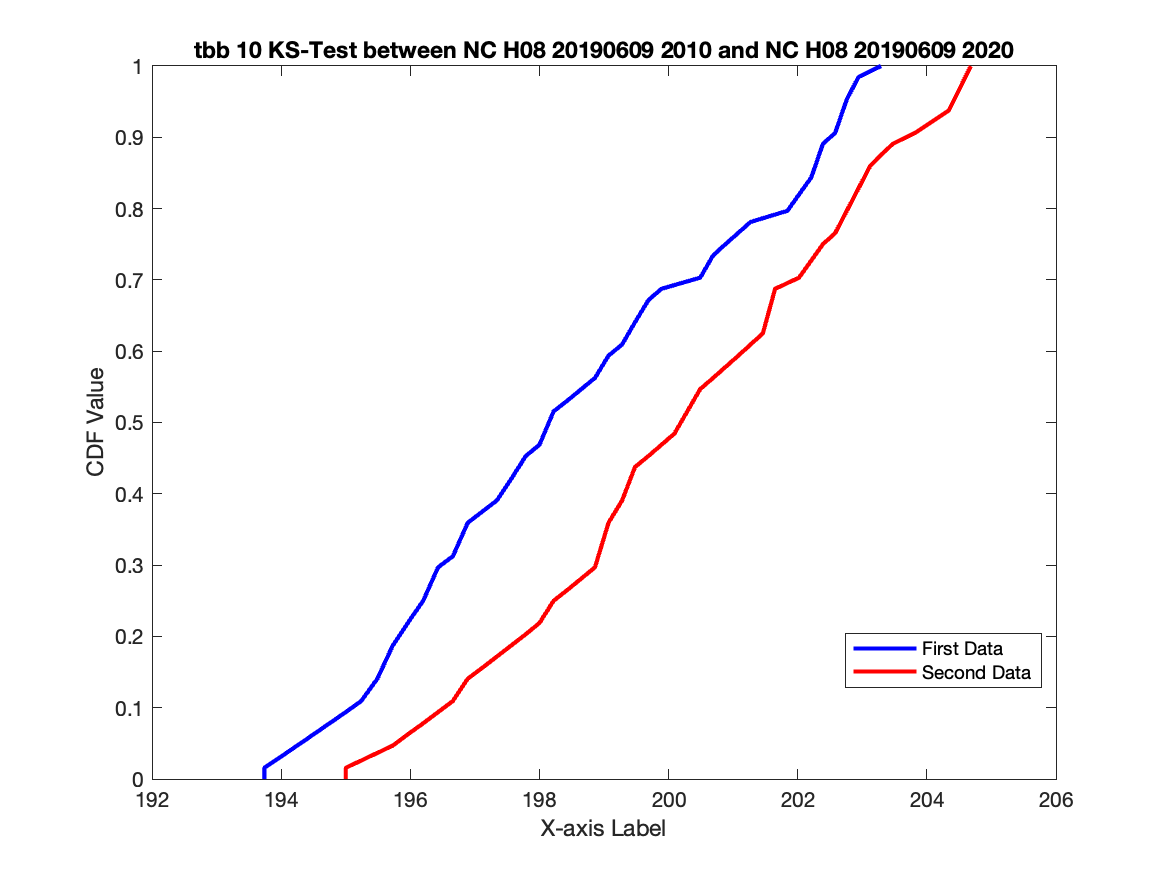 tbb 10 KS-Test between NC H08 20190609 2010 and NC H08 20190609 2020
1
0.9
0.8
0.7
0.6
0.5
0.4
0.3
0.2
0.1
0
CDF Value
First Data
Second Data
192 194 196 198 200 202 204 206
X-axis Label